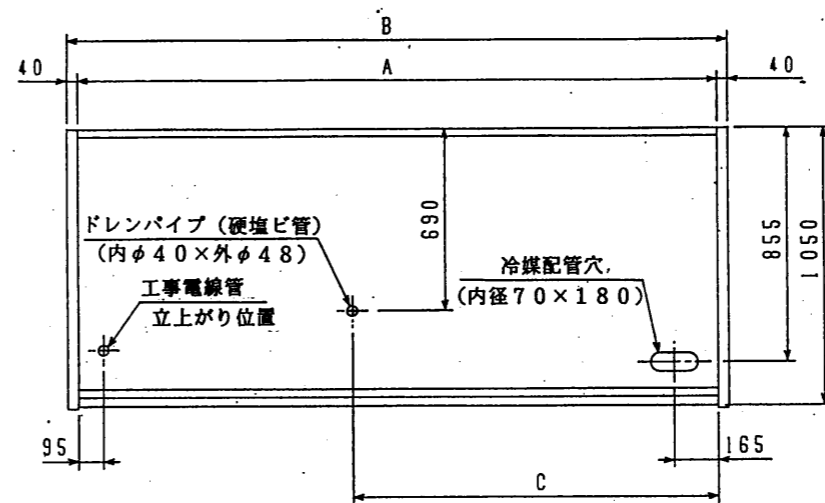 B
40
A
40
690
855
1050
ドレンパイプ(硬塩ビ管)
(内φ40×外φ48)
冷媒配管穴
(内径70×180)
工事電線管
立上がり位置
95
165
C